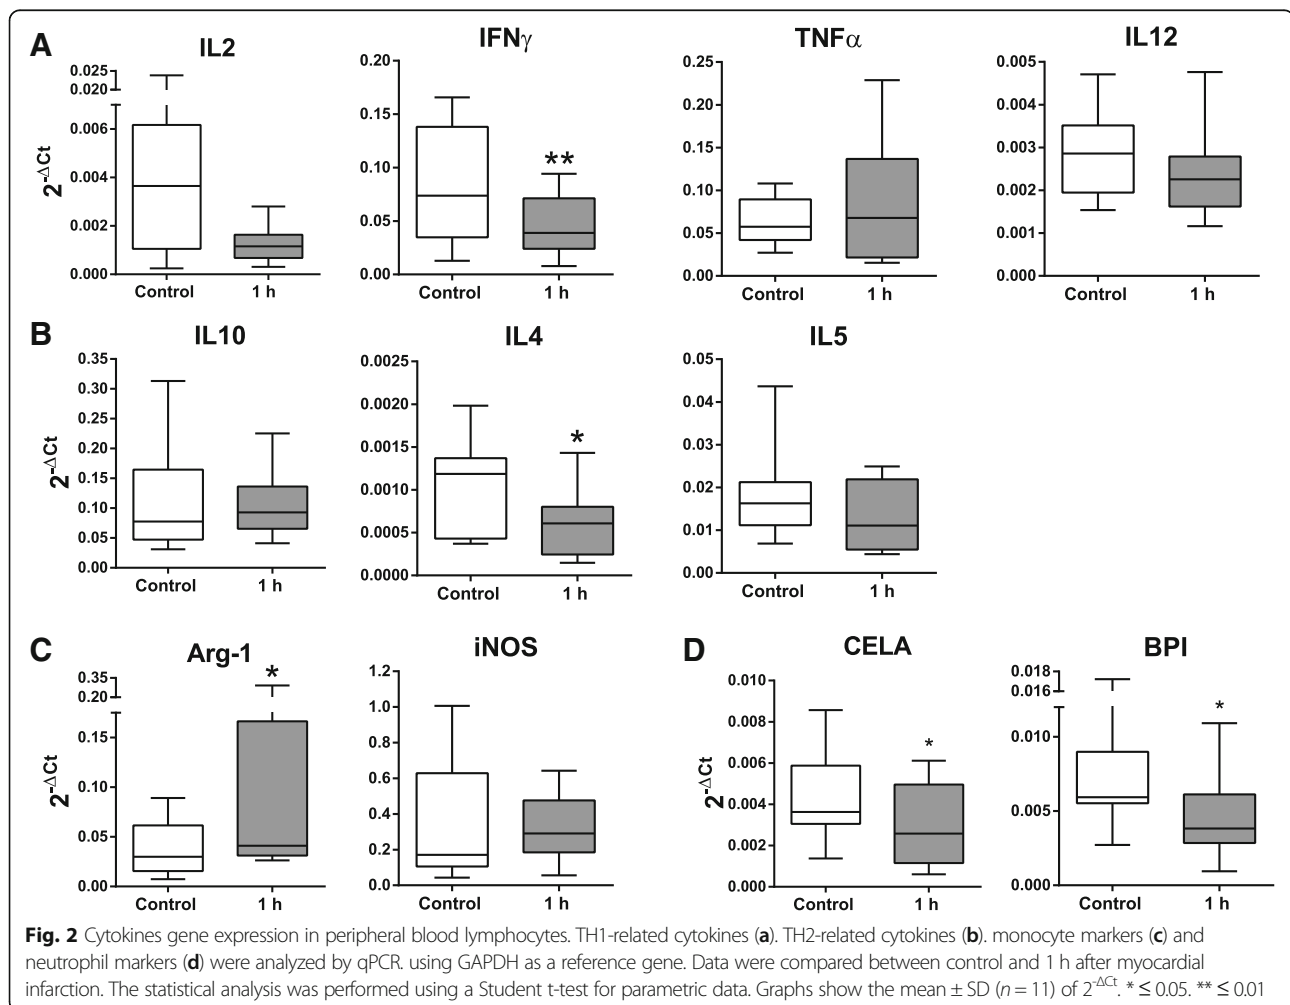 A
IL2
IFNγ
TNFα
IL12
2^-ΔCt
0.025
0.020
0.006
0.004
0.002
0.000
Control 1 h
0.20
0.15
0.10
0.05
0.00
**
Control 1 h
0.25
0.20
0.15
0.10
0.05
0.00
Control 1 h
0.005
0.004
0.003
0.002
0.001
0.000
Control 1 h
B
IL10
IL4
IL5
2^-ΔCt
0.35
0.30
0.25
0.20
0.15
0.10
0.05
0.00
Control 1 h
0.0025
0.0020
0.0015
0.0010
0.0005
0.0000
*
Control 1 h
0.05
0.04
0.03
0.02
0.01
0.00
Control 1 h
C
Arg-1
iNOS
2^-ΔCt
0.35
0.20
0.15
0.10
0.05
0.00
*
Control 1 h
1.2
1.0
0.8
0.6
0.4
0.2
0.0
Control 1 h
D
CELA
BPI
2^-ΔCt
0.010
0.008
0.006
0.004
0.002
0.000
*
Control 1 h
0.018
0.016
0.010
0.005
0.000
*
Control 1 h
Fig. 2 Cytokines gene expression in peripheral blood lymphocytes. TH1-related cytokines (a). TH2-related cytokines (b). monocyte markers (c) and
neutrophil markers (d) were analyzed by qPCR. using GAPDH as a reference gene. Data were compared between control and 1 h after myocardial
infarction. The statistical analysis was performed using a Student t-test for parametric data. Graphs show the mean ± SD (n = 11) of 2^-ΔCt. * ≤ 0.05. ** ≤ 0.01